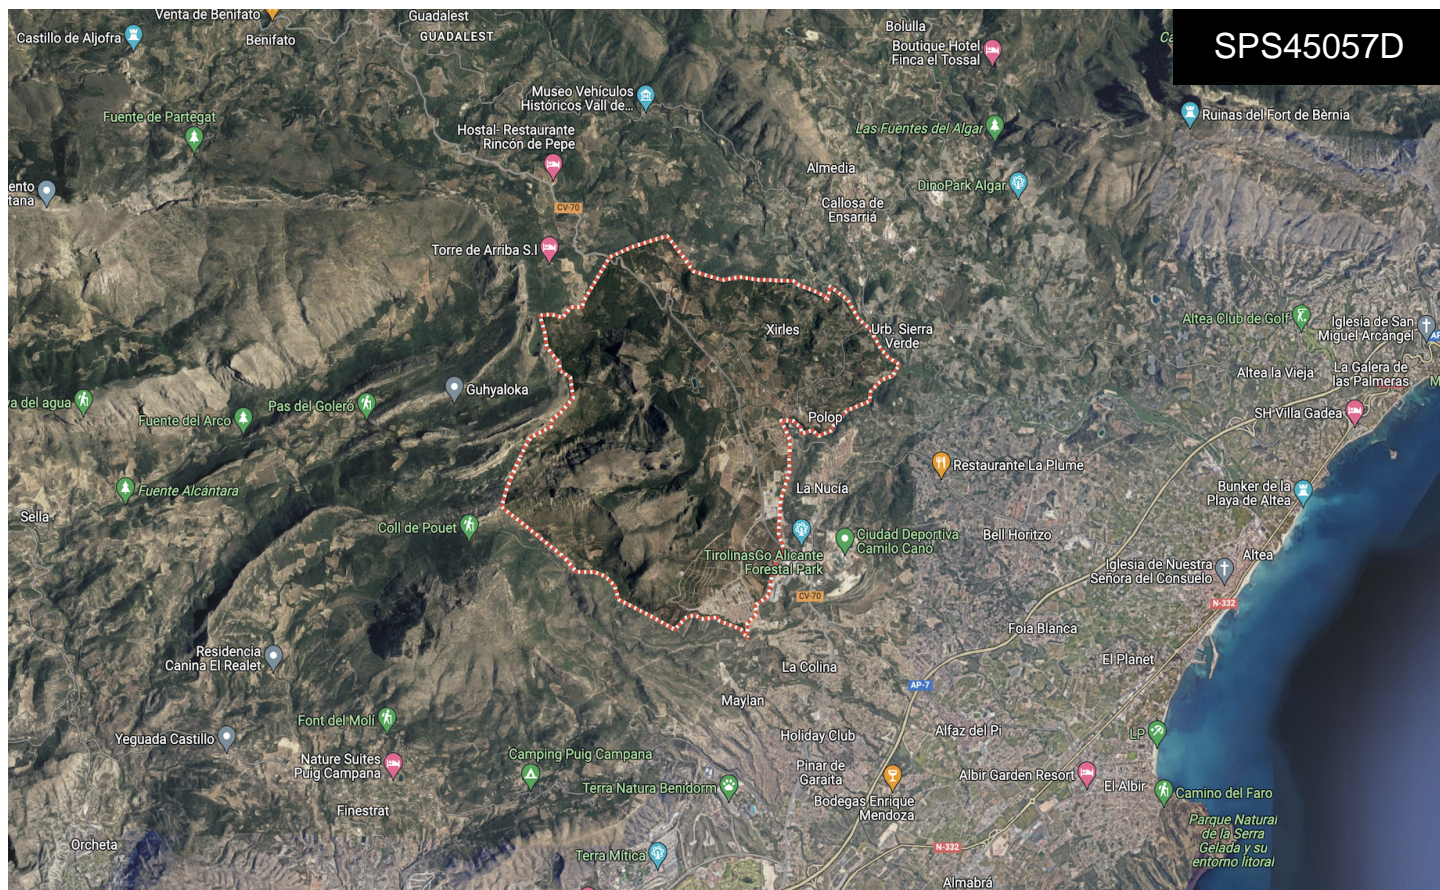 Venta de Benifato
Guadalest
GUADALEST
Castillo de Aljofra
Benifato
Bolulla
Boutique Hotel
Finca el Tossal
Ca
SPS45057D
Museo Vehículos
Históricos Vall de...
Fuente de Partegat
Hostal- Restaurante
Rincón de Pepe
Las Fuentes del Algar
Ruinas del Fort de Bèrnia
Almedia
DinoPark Algar
ento
tana
CV-70
Callosa de
Ensarriá
Torre de Arriba S.l
Xirles
Urb. Sierra
Verde
Altea Club de Golf
Iglesia de San
Miguel Arcángel
AP
Altea la Vieja
La Galera de
las Palmeras
M
Guhyaloka
ya del agua
Pas del Goleró
Fuente del Arco
Polop
SH Villa Gadea
Restaurante La Plume
Fuente Alcántara
La Nucía
Bunker de la
Playa de Altea
Sella
Coll de Pouet
Ciudad Deportiva
Camilo Cano
Bell Horitzo
TirolinasGo Alicante
Forestal Park
Altea
Iglesia de Nuestra
Señora del Consuelo
CV-70
N-332
Foia Blanca
Residencia
Canina El Realet
La Colina
El Planet
AP-7
Maylan
Font del Molí
Yeguada Castillo
Holiday Club
Alfaz del Pi
LP
Nature Suites
Puig Campana
Camping Puig Campana
Pinar de
Garaita
Albir Garden Resort
El Albir
Terra Natura Benidorm
Camino del Faro
Finestrat
Bodegas Enrique
Mendoza
Parque Natural
de la Serra
Gelada y su
entorno litoral
Orcheta
Terra Mítica
N-332
Almabrá